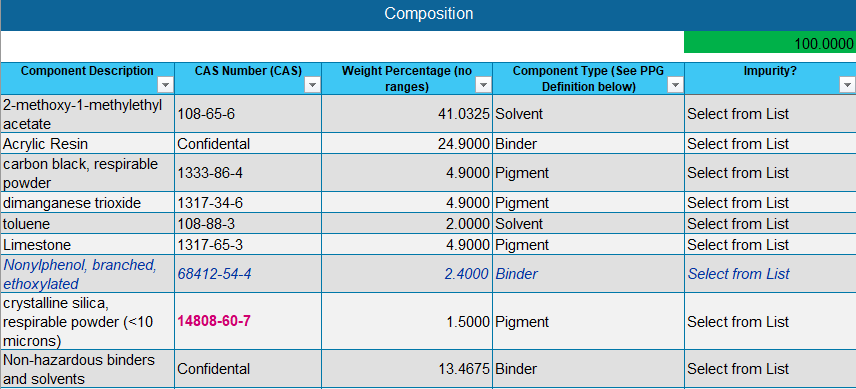 Composition
100.0000
Component Description CAS Number (CAS) Weight Percentage (no ranges) Component Type (See PPG Definition below) Impurity?
2-methoxy-1-methylethyl acetate 108-65-6 41.0325 Solvent Select from List
Acrylic Resin Confidental 24.9000 Binder Select from List
carbon black, respirable powder 1333-86-4 4.9000 Pigment Select from List
dimanganese trioxide 1317-34-6 4.9000 Pigment Select from List
toluene 108-88-3 2.0000 Solvent Select from List
Limestone 1317-65-3 4.9000 Pigment Select from List
Nonylphenol, branched, ethoxylated 68412-54-4 2.4000 Binder Select from List
crystalline silica, respirable powder (<10 microns) 14808-60-7 1.5000 Pigment Select from List
Non-hazardous binders and solvents Confidental 13.4675 Binder Select from List